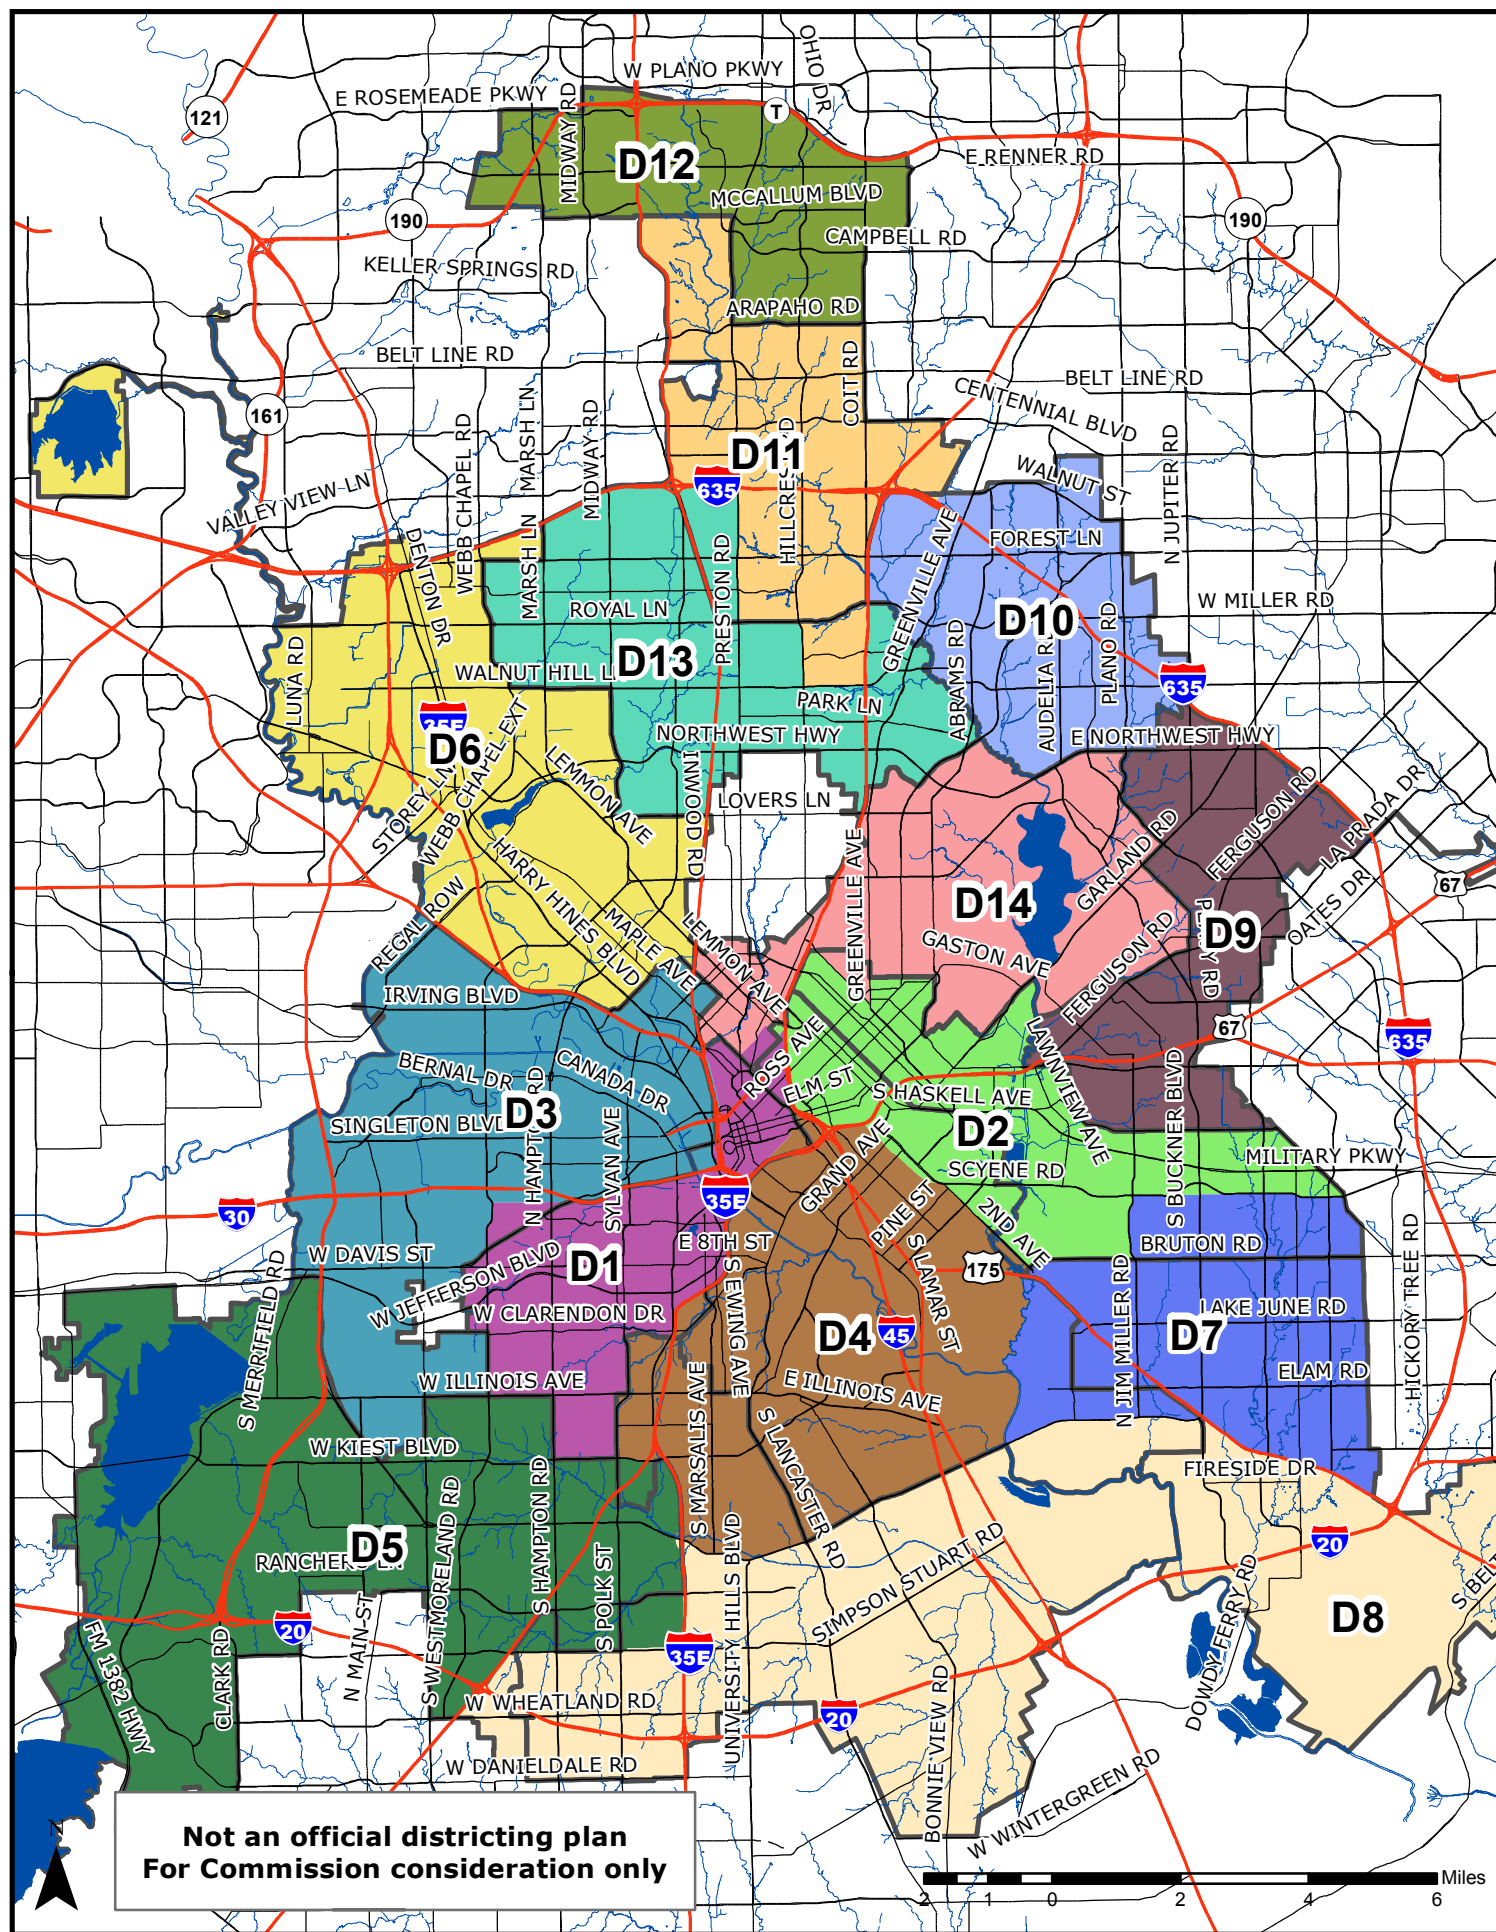 W PLANO PKWY
OHIO DR
E ROSEMEADE PKWY
MIDWAY RD
121
T
D12
E RENNER RD
MCCALLUM BLVD
190
190
CAMPBELL RD
KELLER SPRINGS RD
ARAPAHO RD
BELT LINE RD
COIT RD
BELT LINE RD
CENTENNIAL BLVD
161
WEBB CHAPEL RD
MARSH LN
MARSH LN
MIDWAY RD
D11
HILLCREST RD
WALNUT ST
N JUPITER RD
635
VALLEY VIEW LN
DENTON DR
MARSH LN
PRESTON RD
GREENVILLE AVE
FOREST LN
ROYAL LN
W MILLER RD
D10
LUNA RD
WALNUT HILL L
D13
ABRAMS RD
AUDELIA RD
PLANO RD
635
PARK LN
35E
D6
NORTHWEST HWY
E NORTHWEST HWY
STOREY LN
WEBB CHAPEL EXT
LEMMON AVE
INWOOD RD
LOVERS LN
FERGUSON RD
LA PRADA DR
HARRY HINES BLVD
GREENVILLE AVE
GARLAND RD
67
REGAL ROW
MAPLE AVE
LEMMON AVE
D14
GASTON AVE
FERGUSON RD
D9
OATES DR
IRVING BLVD
67
635
BERNAL DR
CANADA DR
ROSS AVE
ELM ST
S HASKELL AVE
LAWNVIEW AVE
S BUCKNER BLVD
D3
SINGLETON BLVD
N HAMPTON RD
SYLVAN AVE
D2
GRAND AVE
SCYENE RD
MILITARY PKWY
30
35E
PINE ST
2ND AVE
W DAVIS ST
E 8TH ST
BRUTON RD
S MERRIFIELD RD
W JEFFERSON BLVD
D1
S EWING AVE
S LAMAR ST
175
N JIM MILLER RD
LAKE JUNE RD
HICKORY TREE RD
W CLARENDON DR
D4
45
D7
W ILLINOIS AVE
E ILLINOIS AVE
ELAM RD
W KIEST BLVD
S MARSALIS AVE
S LANCASTER RD
FIRESIDE DR
S WESTMORELAND RD
S HAMPTON RD
D5
S POLK ST
UNIVERSITY HILLS BLVD
SIMPSON STUART RD
20
S BELT
20
N MAIN ST
35E
DOWDY FERRY RD
D8
FM 1382 HWY
CLARK RD
W WHEATLAND RD
20
BONNIE VIEW RD
W DANIELDALE RD
W WINTERGREEN RD
N
Not an official districting plan
For Commission consideration only
Miles
2 1 0 2 4 6